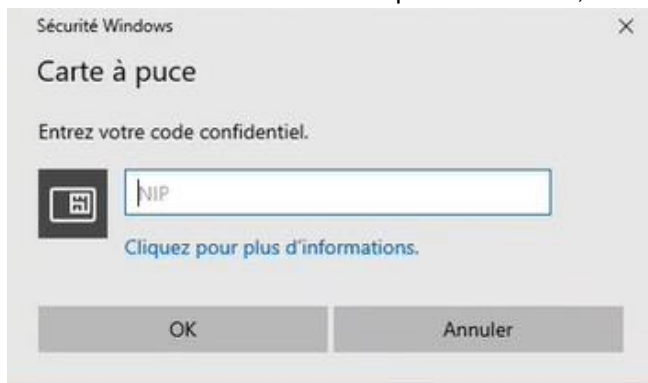 Sécurité Windows
Carte à puce
Entrez votre code confidentiel.
NIP
Cliquez pour plus d'informations.
OK
Annuler